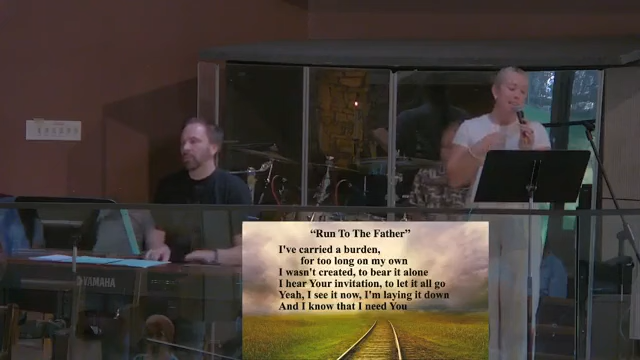 “Run To The Father”
I've carried a burden,
for too long on my own
I wasn't created, to bear it alone
I hear Your invitation, to let it all go
Yeah, I see it now, I'm laying it down
And I know that I need You
YAMAHA